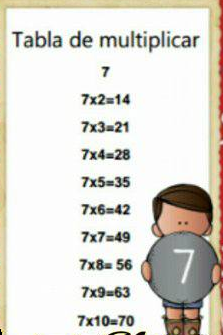 Tabla de multiplicar
7
7x2=14
7x3=21
7x4=28
7x5=35
7x6=42
7x7=49
7x8= 56
7x9=63
7x10=70
7